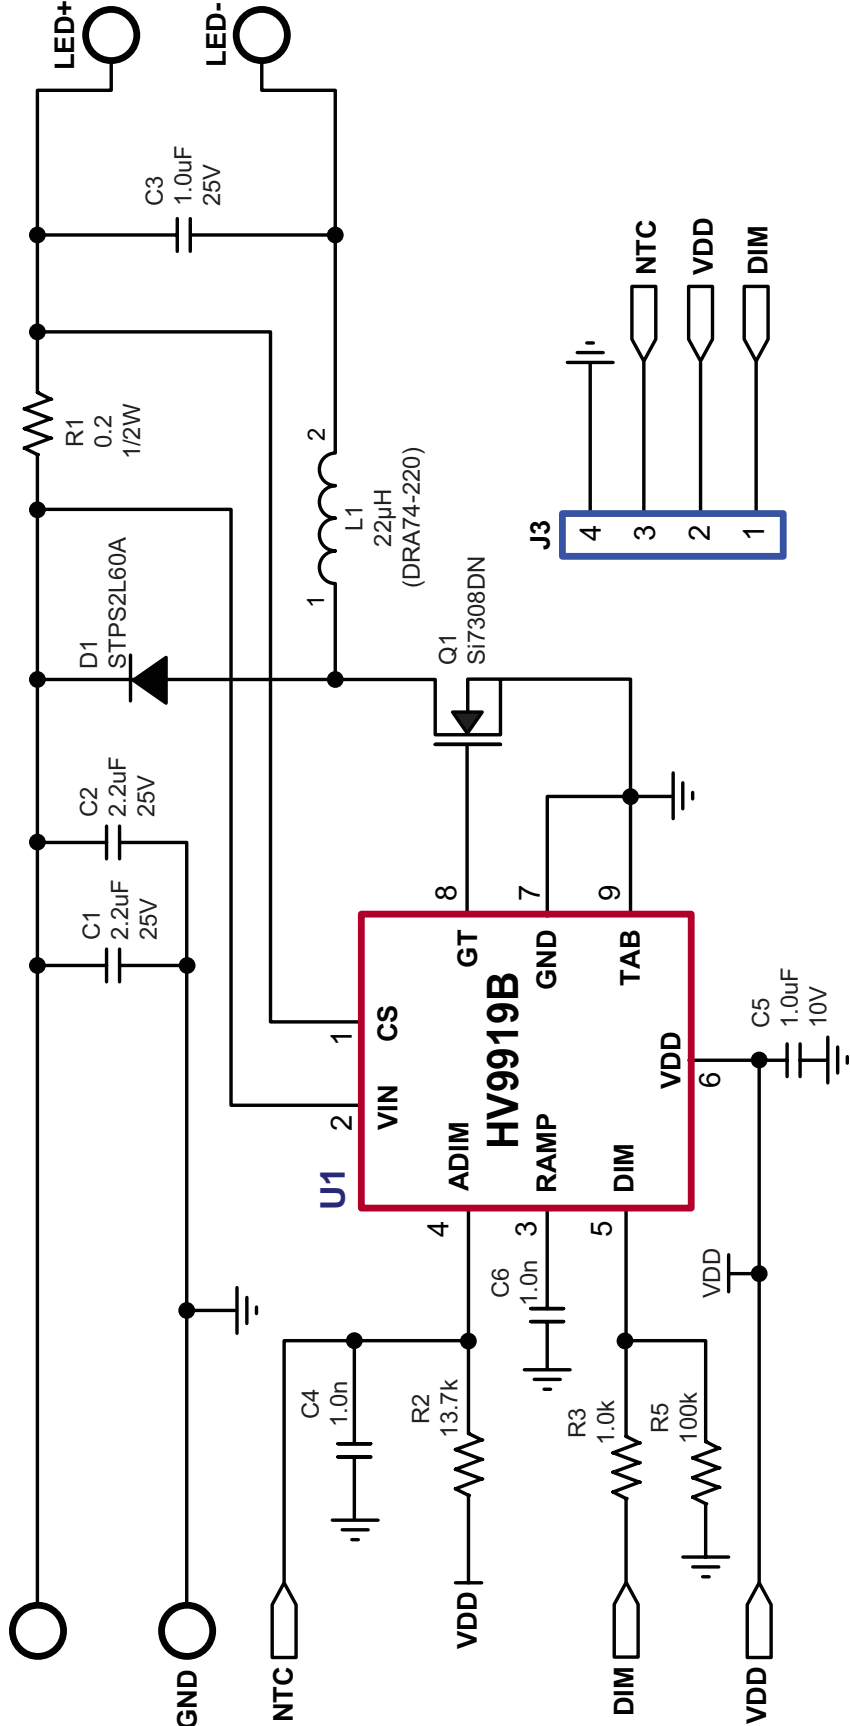 LED+
LED-
C3
1.0uF
25V
R1
0.2
1/2W
1
2
L1
22µH
(DRA74-220)
D1
STPS2L60A
C2
2.2uF
25V
C1
2.2uF
25V
Q1
Si7308DN
J3
4
3
2
1
NTC
VDD
DIM
U1
HV9919B
1
CS
2
VIN
8
GT
7
GND
9
TAB
VDD
6
4
ADIM
3
RAMP
5
DIM
C5
1.0uF
10V
C6
1.0n
C4
1.0n
R2
13.7k
R3
1.0k
R5
100k
VDD
GND
NTC
VDD
DIM
VDD